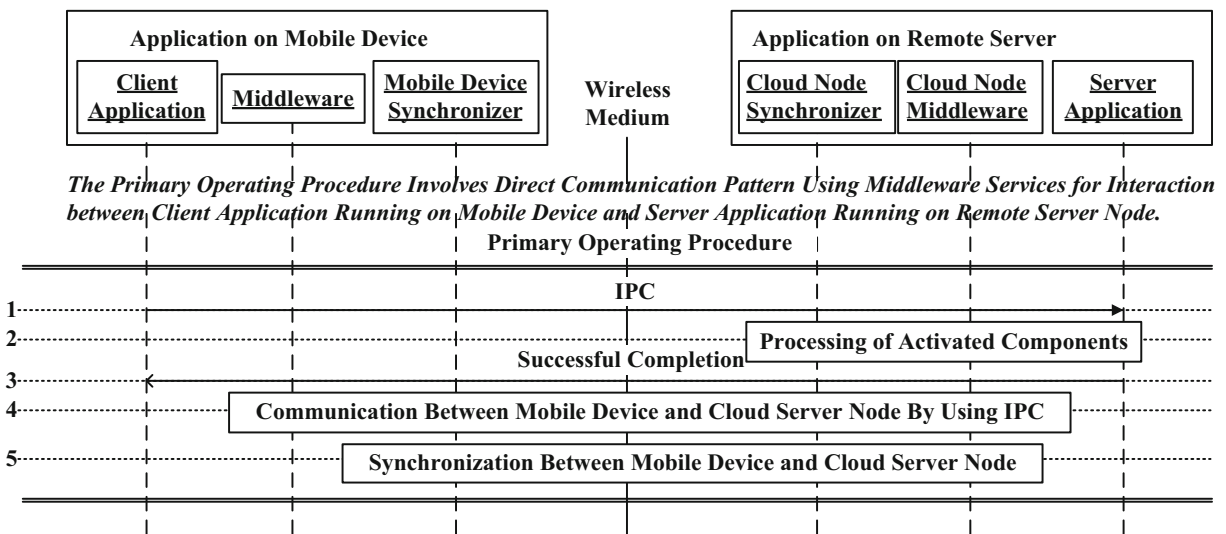 Application on Mobile Device
Application on Remote Server
Client
Application
Middleware
Mobile Device
Synchronizer
Wireless
Medium
Cloud Node
Synchronizer
Cloud Node
Middleware
Server
Application
The Primary Operating Procedure Involves Direct Communication Pattern Using Middleware Services for Interaction
between Client Application Running on Mobile Device and Server Application Running on Remote Server Node.
Primary Operating Procedure
IPC
1
2
Processing of Activated Components
Successful Completion
3
4
Communication Between Mobile Device and Cloud Server Node By Using IPC
5
Synchronization Between Mobile Device and Cloud Server Node